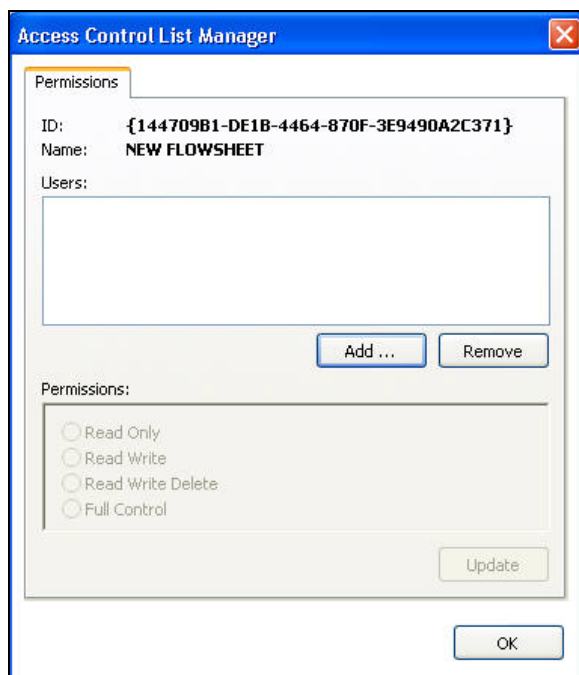 Access Control List Manager
Permissions
ID: {144709B1-DE1B-4464-870F-3E9490A2C371}
Name: NEW FLOWSHEET
Users:
Add ... Remove
Permissions:
Read Only
Read Write
Read Write Delete
Full Control
Update
OK